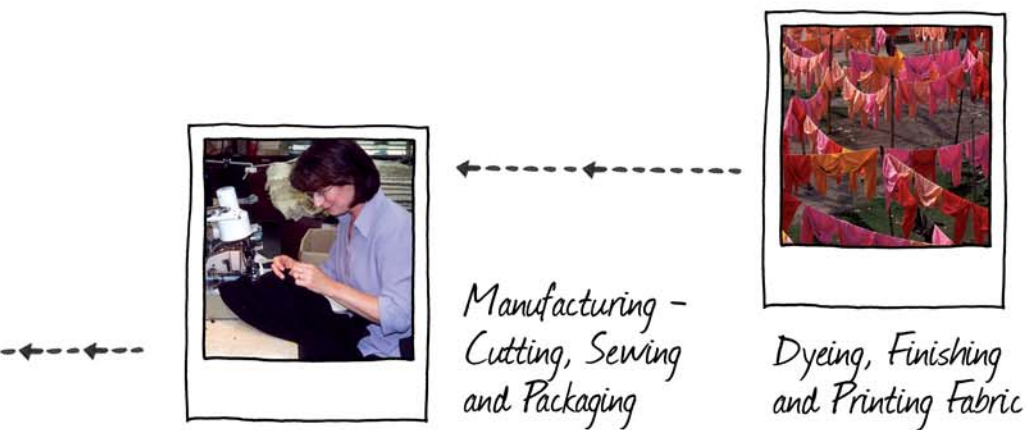 Manufacturing –
Cutting, Sewing
and Packaging
Dyeing, Finishing
and Printing Fabric